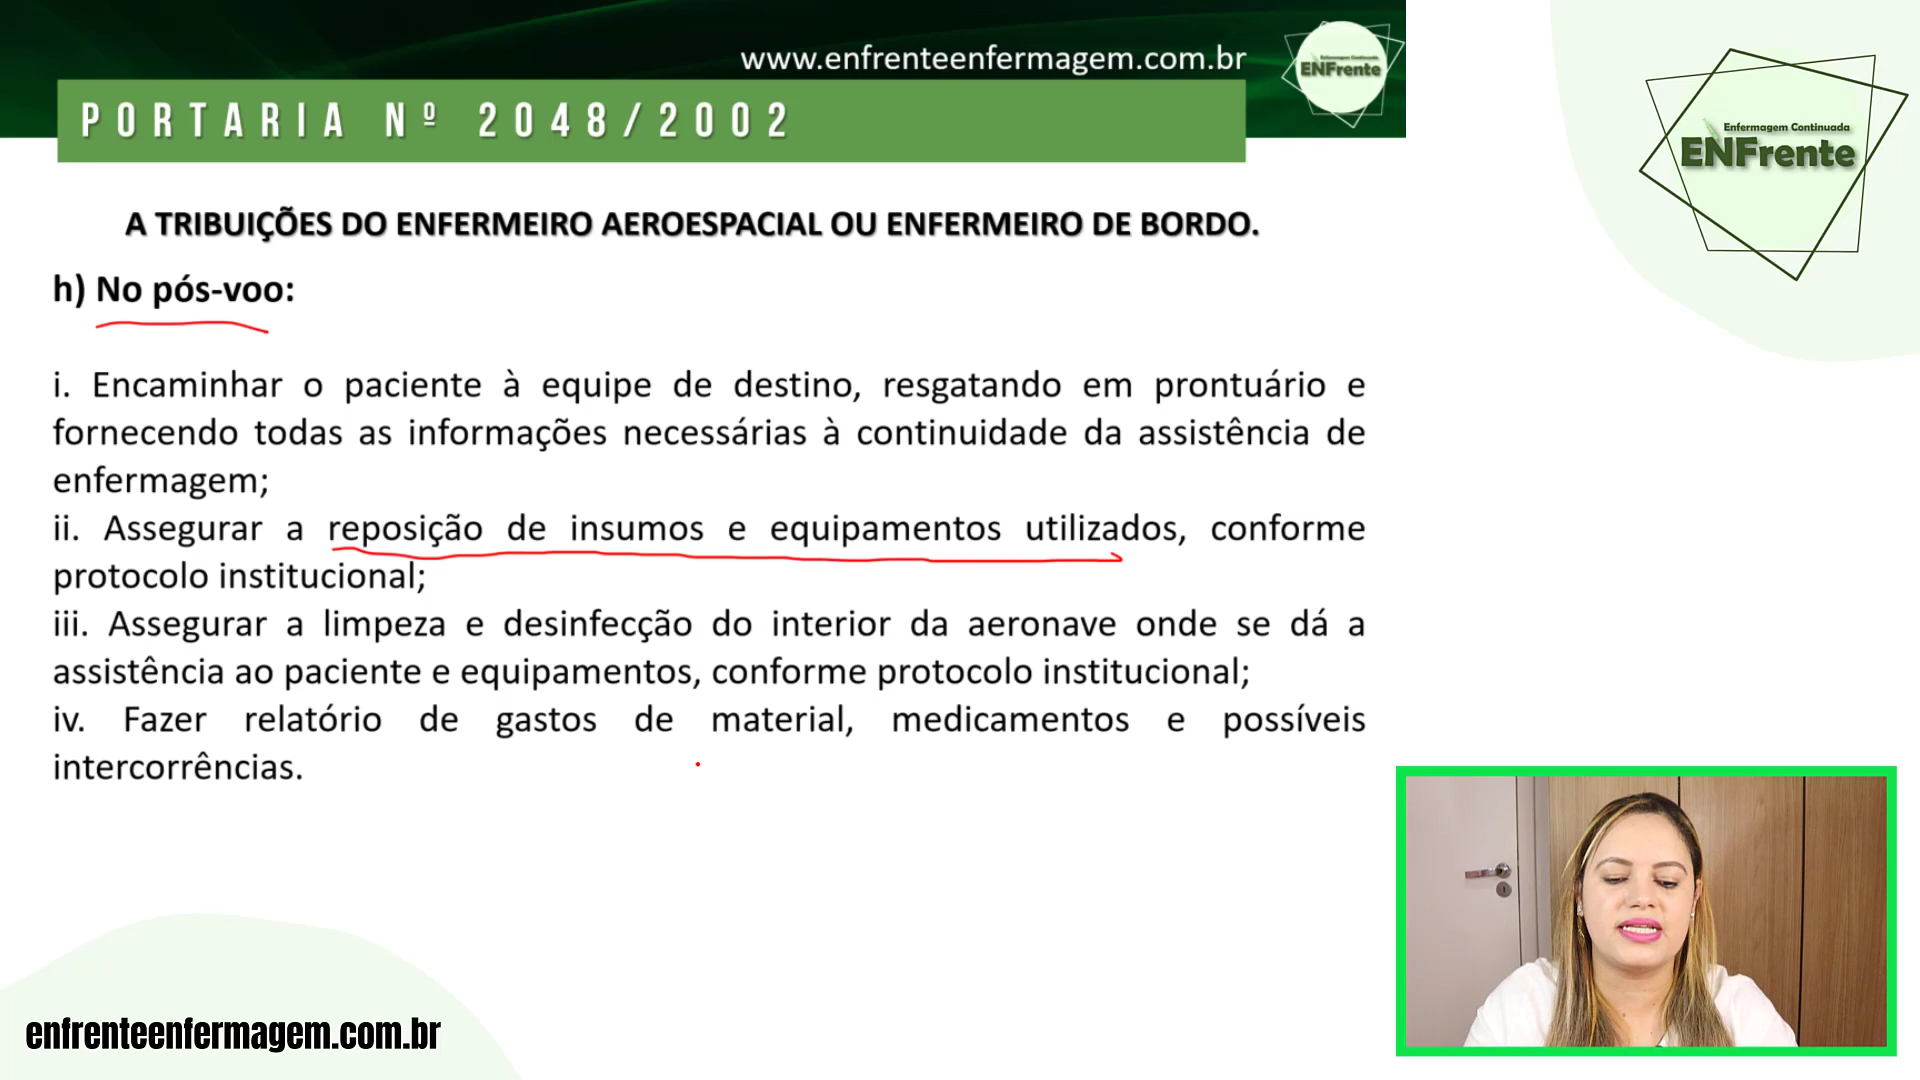 www.enfrenteenfermagem.com.br
Enfermagem Continuada
ENFrente
PORTARIA Nº 2048/2002
Enfermagem Continuada
ENFrente
A TRIBUIÇÕES DO ENFERMEIRO AEROESPACIAL OU ENFERMEIRO DE BORDO.
h) No pós-voo:
i. Encaminhar o paciente à equipe de destino, resgatando em prontuário e
fornecendo todas as informações necessárias à continuidade da assistência de
enfermagem;
ii. Assegurar a reposição de insumos e equipamentos utilizados, conforme
protocolo institucional;
iii. Assegurar a limpeza e desinfecção do interior da aeronave onde se dá a
assistência ao paciente e equipamentos, conforme protocolo institucional;
iv. Fazer relatório de gastos de material, medicamentos e possíveis
intercorrências.
enfrenteenfermagem.com.br